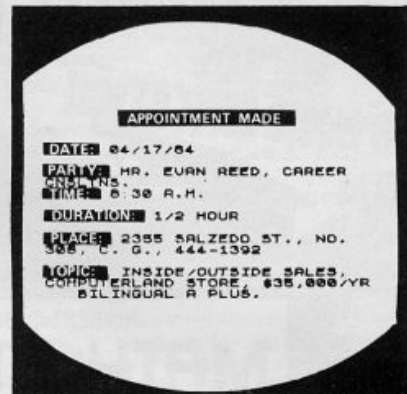 APPOINTMENT MADE
DATE: 04/17/84
PARTY: MR. EVAN REED, CAREER
CNSLTNS.
TIME: 8:30 A.M.
DURATION: 1/2 HOUR
PLACE: 2355 SALZEDO ST., NO.
305, C. G., 444-1392
TOPIC: INSIDE/OUTSIDE SALES,
COMPUTERLAND STORE, $35,000/YR
BILINGUAL A PLUS.